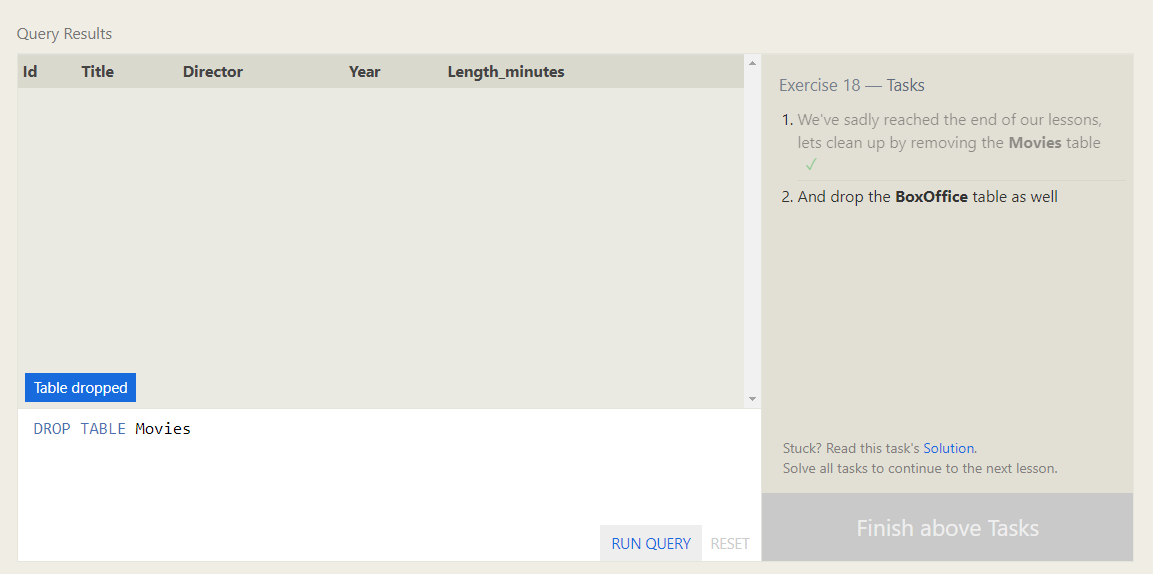 Query Results
Id Title Director Year Length_minutes
Table dropped
DROP TABLE Movies
RUN QUERY RESET
Exercise 18 — Tasks
1. We've sadly reached the end of our lessons,
lets clean up by removing the Movies table
✓
2. And drop the BoxOffice table as well
Stuck? Read this task's Solution.
Solve all tasks to continue to the next lesson.
Finish above Tasks